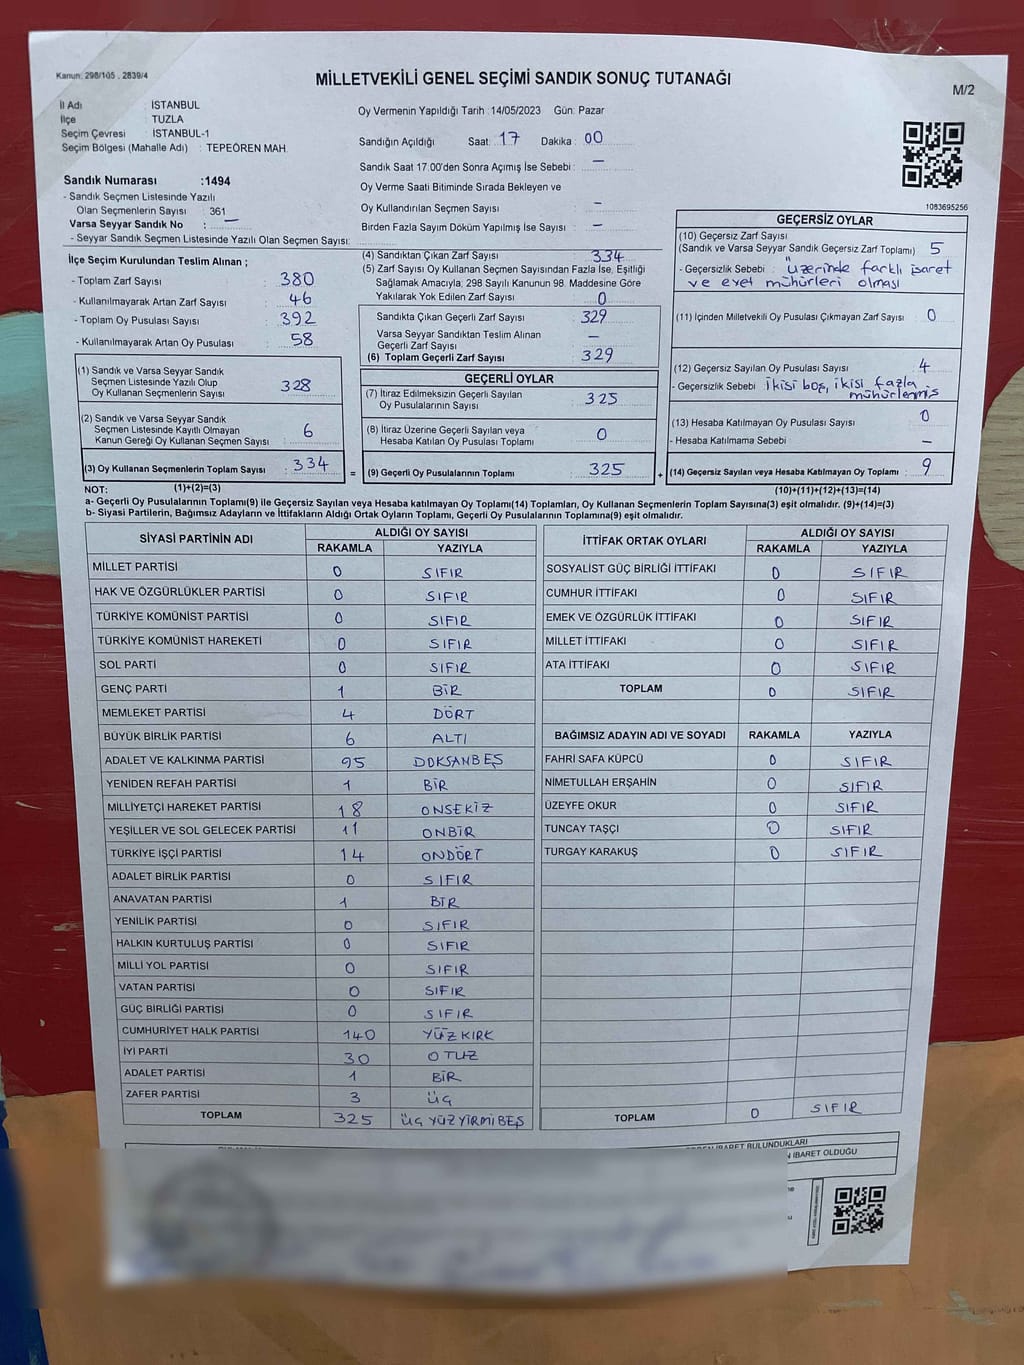 Kanun: 298/105 , 2839/4
MİLLETVEKİLİ GENEL SEÇİMİ SANDIK SONUÇ TUTANAĞI
M/2
İl Adı : İSTANBUL
İlçe : TUZLA
Seçim Çevresi : İSTANBUL-1
Seçim Bölgesi (Mahalle Adı) : TEPEÖREN MAH.
Oy Vermenin Yapıldığı Tarih :14/05/2023 Gün: Pazar
Sandığın Açıldığı Saat: 17 Dakika : 00
Sandık Saat 17.00'den Sonra Açımış İse Sebebi : –
Oy Verme Saati Bitiminde Sırada Bekleyen ve
Oy Kullandırılan Seçmen Sayısı : –
Birden Fazla Sayım Döküm Yapılmış İse Sayısı : –
Sandık Numarası :1494
- Sandık Seçmen Listesinde Yazılı
Olan Seçmenlerin Sayısı : 361
Varsa Seyyar Sandık No : –
- Seyyar Sandık Seçmen Listesinde Yazılı Olan Seçmen Sayısı:
1083695256
İlçe Seçim Kurulundan Teslim Alınan ;
- Toplam Zarf Sayısı : 380
- Kullanılmayarak Artan Zarf Sayısı : 46
- Toplam Oy Pusulası Sayısı : 392
- Kullanılmayarak Artan Oy Pusulası : 58
(1) Sandık ve Varsa Seyyar Sandık
Seçmen Listesinde Yazılı Olup
Oy Kullanan Seçmenlerin Sayısı : 328
(2) Sandık ve Varsa Seyyar Sandık
Seçmen Listesinde Kayıtlı Olmayan
Kanun Gereği Oy Kullanan Seçmen Sayısı : 6
(3) Oy Kullanan Seçmenlerin Toplam Sayısı : 334
(1)+(2)=(3)
(4) Sandıktan Çıkan Zarf Sayısı : 334
(5) Zarf Sayısı Oy Kullanan Seçmen Sayısından Fazla İse, Eşitliği
Sağlamak Amacıyla; 298 Sayılı Kanunun 98. Maddesine Göre
Yakılarak Yok Edilen Zarf Sayısı : 0
Sandıkta Çıkan Geçerli Zarf Sayısı : 329
Varsa Seyyar Sandıktan Teslim Alınan
Geçerli Zarf Sayısı : –
(6) Toplam Geçerli Zarf Sayısı : 329
GEÇERLİ OYLAR
(7) İtiraz Edilmeksizin Geçerli Sayılan
Oy Pusulalarının Sayısı : 325
(8) İtiraz Üzerine Geçerli Sayılan veya
Hesaba Katılan Oy Pusulası Toplamı : 0
= (9) Geçerli Oy Pusulalarının Toplamı : 325
GEÇERSİZ OYLAR
(10) Geçersiz Zarf Sayısı
(Sandık ve Varsa Seyyar Sandık Geçersiz Zarf Toplamı) : 5
- Geçersizlik Sebebi : üzerinde farklı işaret
ve evet mühürleri olması
(11) İçinden Milletvekili Oy Pusulası Çıkmayan Zarf Sayısı : 0
(12) Geçersiz Sayılan Oy Pusulası Sayısı : 4
- Geçersizlik Sebebi : ikisi boş, ikisi fazla
mühürlenmiş
(13) Hesaba Katılmayan Oy Pusulası Sayısı : 0
- Hesaba Katılmama Sebebi : –
+ (14) Geçersiz Sayılan veya Hesaba Katılmayan Oy Toplamı : 9
(10)+(11)+(12)+(13)=(14)
NOT:
a- Geçerli Oy Pusulalarının Toplamı(9) ile Geçersiz Sayılan veya Hesaba katılmayan Oy Toplamı(14) Toplamları, Oy Kullanan Seçmenlerin Toplam Sayısına(3) eşit olmalıdır. (9)+(14)=(3)
b- Siyasi Partilerin, Bağımsız Adayların ve İttifakların Aldığı Ortak Oyların Toplamı, Geçerli Oy Pusulalarının Toplamına(9) eşit olmalıdır.
SİYASİ PARTİNİN ADI ALDIĞI OY SAYISI
RAKAMLA YAZIYLA
MİLLET PARTİSİ 0 SIFIR
HAK VE ÖZGÜRLÜKLER PARTİSİ 0 SIFIR
TÜRKİYE KOMÜNİST PARTİSİ 0 SIFIR
TÜRKİYE KOMÜNİST HAREKETİ 0 SIFIR
SOL PARTİ 0 SIFIR
GENÇ PARTİ 1 BİR
MEMLEKET PARTİSİ 4 DÖRT
BÜYÜK BİRLİK PARTİSİ 6 ALTI
ADALET VE KALKINMA PARTİSİ 95 DOKSANBEŞ
YENİDEN REFAH PARTİSİ 1 BİR
MİLLİYETÇİ HAREKET PARTİSİ 18 ONSEKİZ
YEŞİLLER VE SOL GELECEK PARTİSİ 11 ONBİR
TÜRKİYE İŞÇİ PARTİSİ 14 ONDÖRT
ADALET BİRLİK PARTİSİ 0 SIFIR
ANAVATAN PARTİSİ 1 BİR
YENİLİK PARTİSİ 0 SIFIR
HALKIN KURTULUŞ PARTİSİ 0 SIFIR
MİLLİ YOL PARTİSİ 0 SIFIR
VATAN PARTİSİ 0 SIFIR
GÜÇ BİRLİĞİ PARTİSİ 0 SIFIR
CUMHURİYET HALK PARTİSİ 140 YÜZKIRK
İYİ PARTİ 30 OTUZ
ADALET PARTİSİ 1 BİR
ZAFER PARTİSİ 3 ÜÇ
TOPLAM 325 ÜÇYÜZYİRMİBEŞ
İTTİFAK ORTAK OYLARI ALDIĞI OY SAYISI
RAKAMLA YAZIYLA
SOSYALİST GÜÇ BİRLİĞİ İTTİFAKI 0 SIFIR
CUMHUR İTTİFAKI 0 SIFIR
EMEK VE ÖZGÜRLÜK İTTİFAKI 0 SIFIR
MİLLET İTTİFAKI 0 SIFIR
ATA İTTİFAKI 0 SIFIR
TOPLAM 0 SIFIR
BAĞIMSIZ ADAYIN ADI VE SOYADI RAKAMLA YAZIYLA
FAHRİ SAFA KÜPCÜ 0 SIFIR
NİMETULLAH ERŞAHİN 0 SIFIR
ÜZEYFE OKUR 0 SIFIR
TUNCAY TAŞÇI 0 SIFIR
TURGAY KARAKUŞ 0 SIFIR
TOPLAM 0 SIFIR
İBARET BULUNDUKLARI
İBARET OLDUĞU